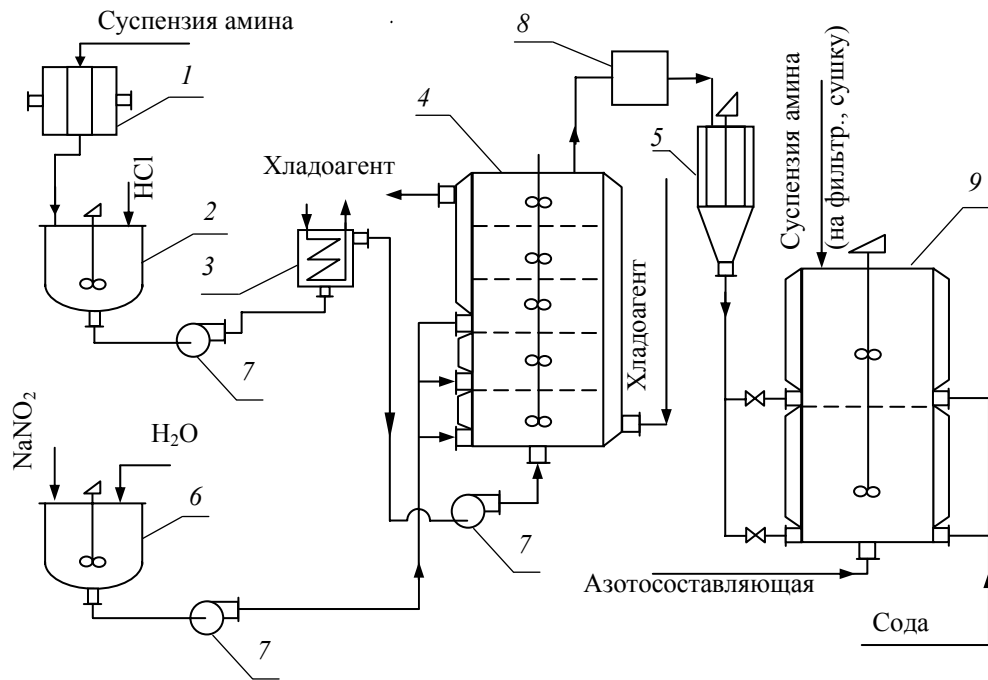 Суспензия амина
1
HCl
2
Хладоагент
3
4
8
5
Суспензия амина
(на фильтр., сушку)
9
Хладоагент
7
NaNO2
H2O
6
7
7
Азотосоставляющая
Сода